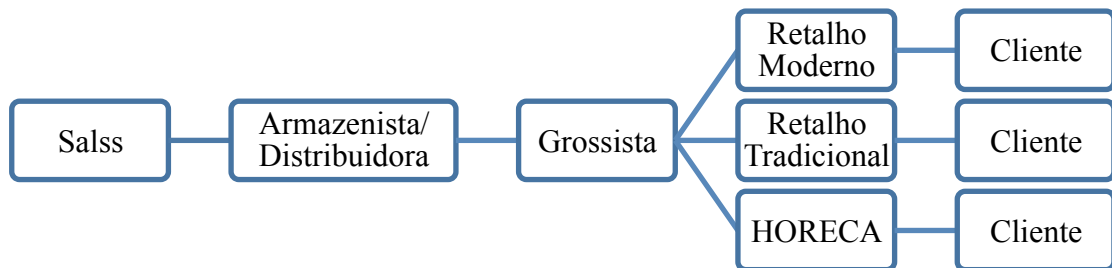 Salss
Armazenista/
Distribuidora
Grossista
Retalho
Moderno
Cliente
Retalho
Tradicional
Cliente
HORECA
Cliente